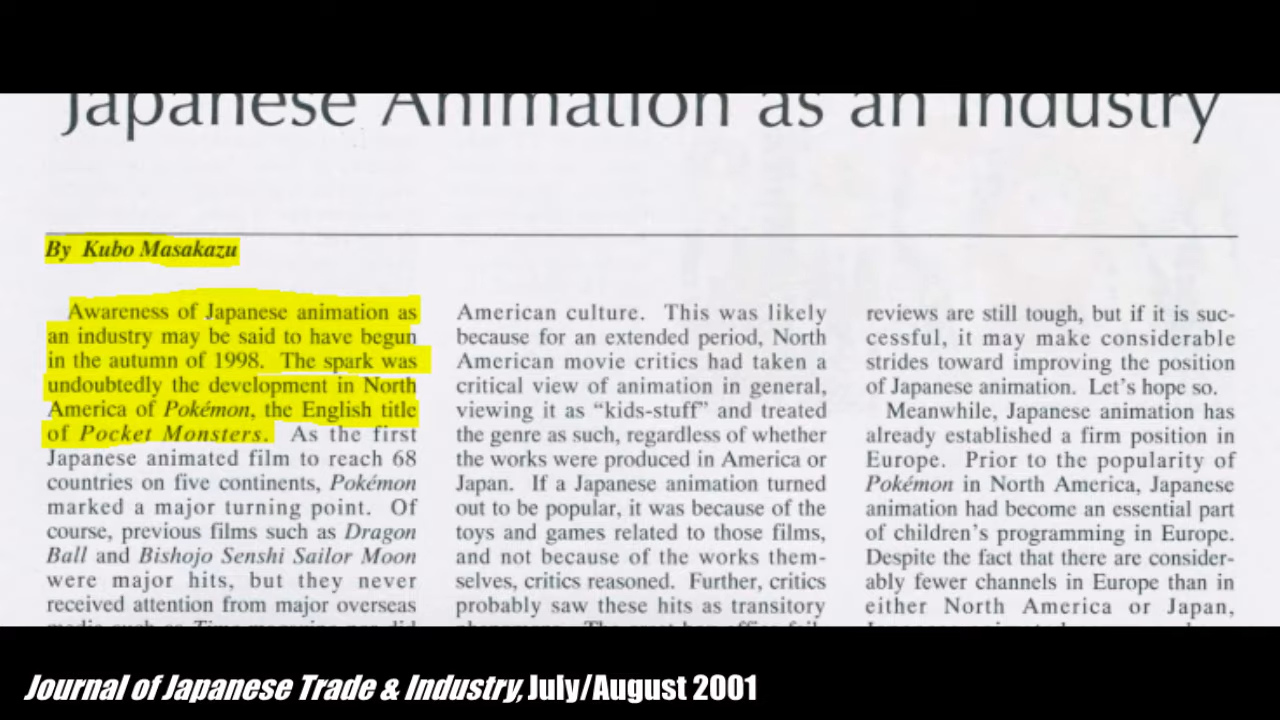 Japanese Animation as an Industry
By Kubo Masakazu
Awareness of Japanese animation as
an industry may be said to have begun
in the autumn of 1998. The spark was
undoubtedly the development in North
America of Pokémon, the English title
of Pocket Monsters. As the first
Japanese animated film to reach 68
countries on five continents, Pokémon
marked a major turning point. Of
course, previous films such as Dragon
Ball and Bishojo Senshi Sailor Moon
were major hits, but they never
received attention from major overseas
American culture. This was likely
because for an extended period, North
American movie critics had taken a
critical view of animation in general,
viewing it as “kids-stuff” and treated
the genre as such, regardless of whether
the works were produced in America or
Japan. If a Japanese animation turned
out to be popular, it was because of the
toys and games related to those films,
and not because of the works them-
selves, critics reasoned. Further, critics
probably saw these hits as transitory
reviews are still tough, but if it is suc-
cessful, it may make considerable
strides toward improving the position
of Japanese animation. Let's hope so.
Meanwhile, Japanese animation has
already established a firm position in
Europe. Prior to the popularity of
Pokémon in North America, Japanese
animation had become an essential part
of children's programming in Europe.
Despite the fact that there are consider-
ably fewer channels in Europe than in
either North America or Japan,
Journal of Japanese Trade & Industry, July/August 2001